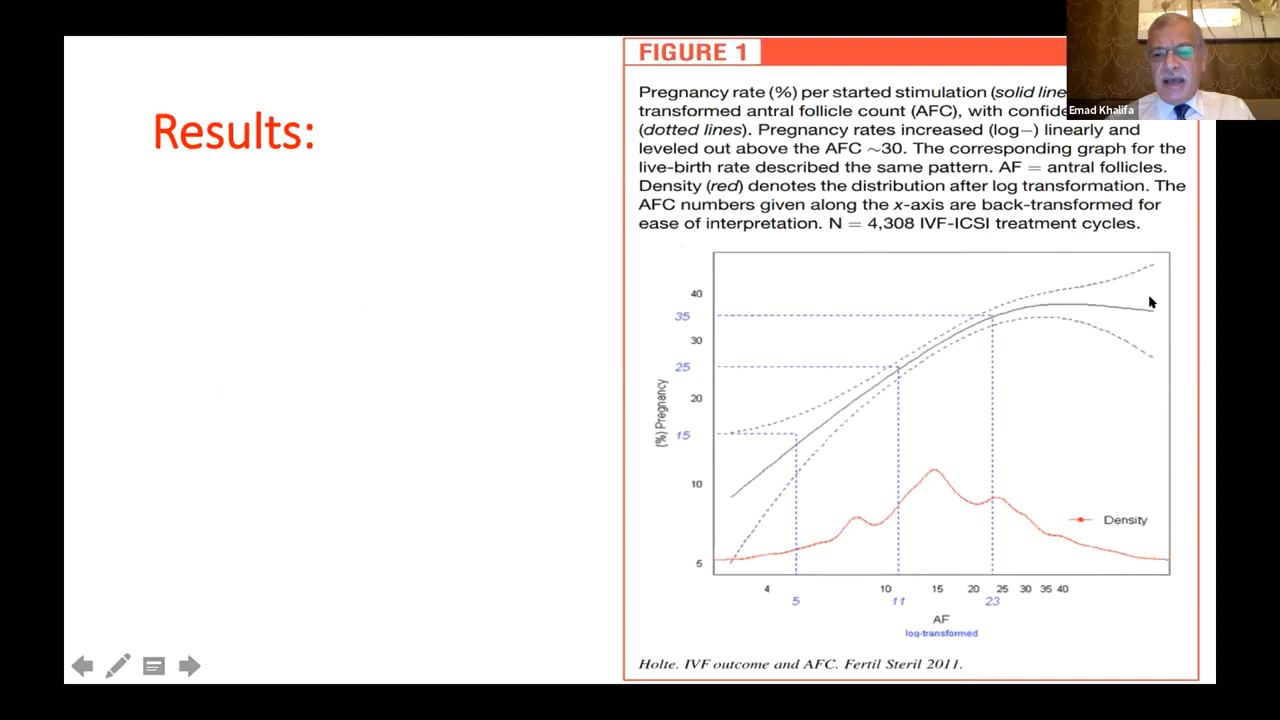 Results:
FIGURE 1
Pregnancy rate (%) per started stimulation (solid line
transformed antral follicle count (AFC), with confide
(dotted lines). Pregnancy rates increased (log−) linearly and
leveled out above the AFC ~30. The corresponding graph for the
live-birth rate described the same pattern. AF = antral follicles.
Density (red) denotes the distribution after log transformation. The
AFC numbers given along the x-axis are back-transformed for
ease of interpretation. N = 4,308 IVF-ICSI treatment cycles.
Emad Khalifa
(%) Pregnancy
40
35
30
25
20
15
10
5
Density
4 10 15 20 25 30 35 40
5 11 23
AF
log-transformed
Holte. IVF outcome and AFC. Fertil Steril 2011.